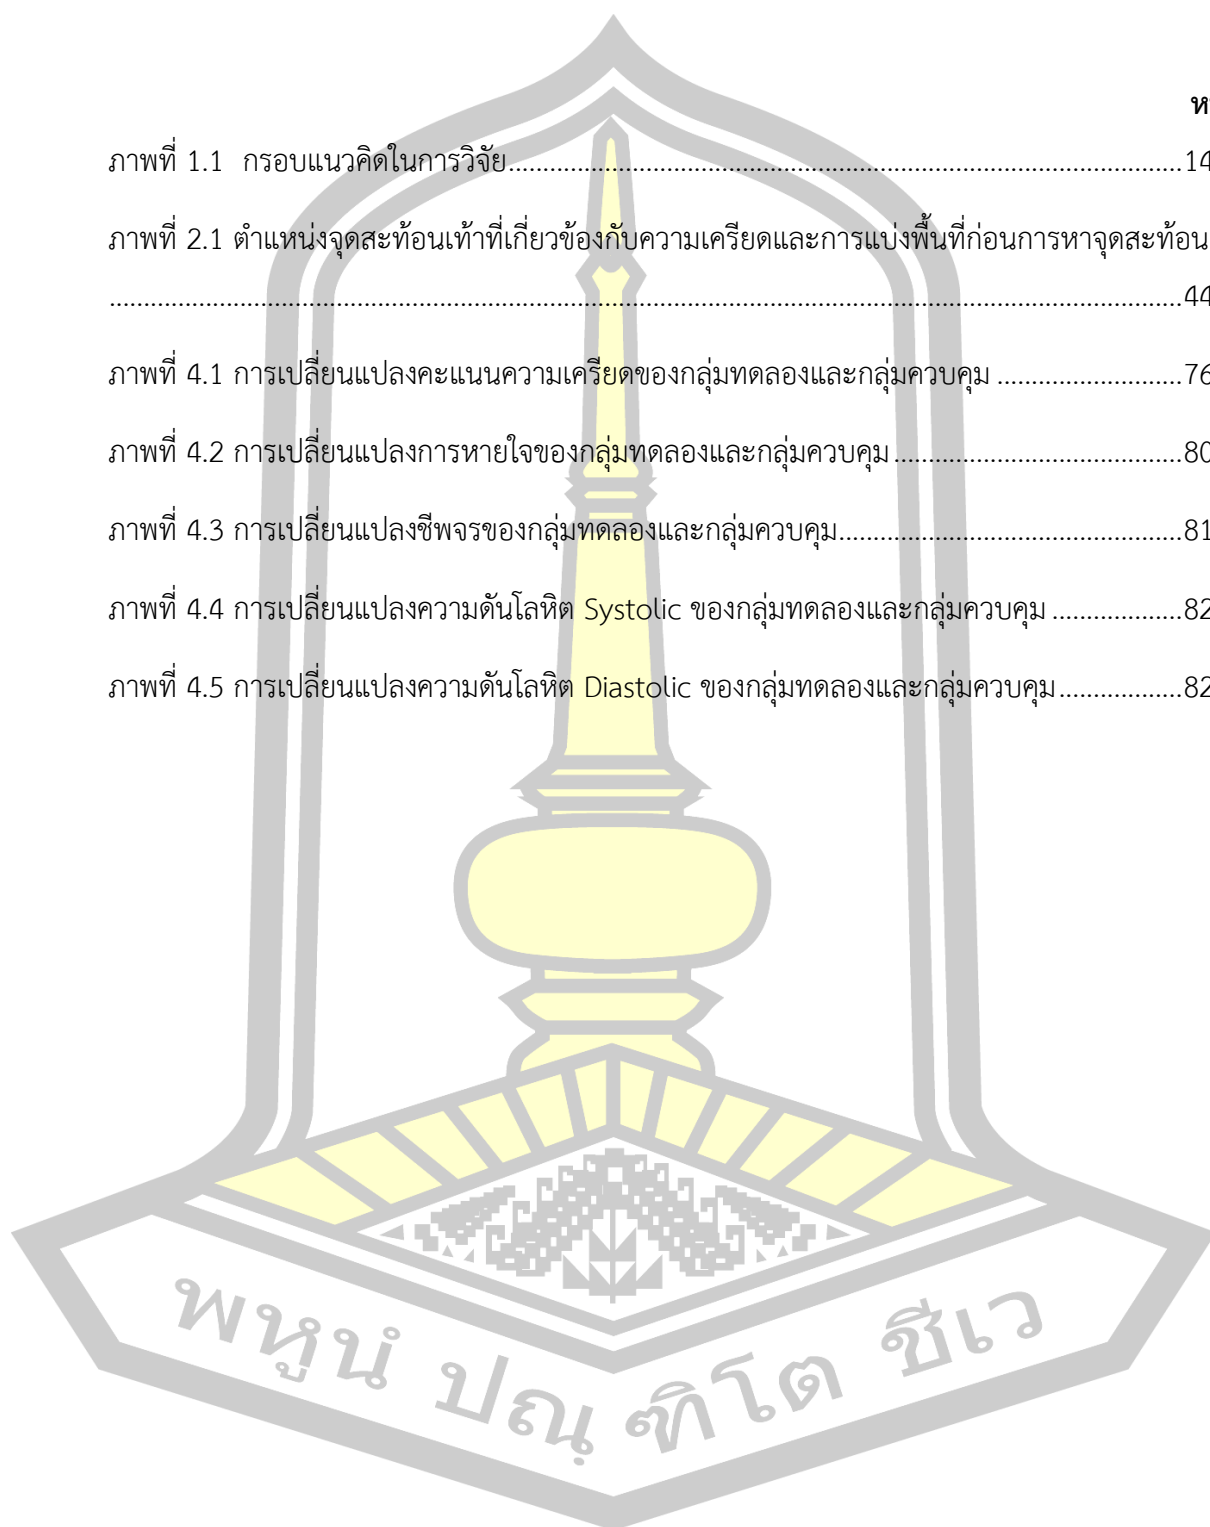 ภาพที่ 1.1 กรอบแนวคิดในการวิจัย..........................................................................................14
ภาพที่ 2.1 ตำแหน่งจุดสะท้อนเท้าที่เกี่ยวข้องกับความเครียดและการแบ่งพื้นที่ก่อนการหาจุดสะท้อน
..........................................................................................................................................44
ภาพที่ 4.1 การเปลี่ยนแปลงคะแนนความเครียดของกลุ่มทดลองและกลุ่มควบคุม .........................76
ภาพที่ 4.2 การเปลี่ยนแปลงการหายใจของกลุ่มทดลองและกลุ่มควบคุม.......................................80
ภาพที่ 4.3 การเปลี่ยนแปลงชีพจรของกลุ่มทดลองและกลุ่มควบคุม..............................................81
ภาพที่ 4.4 การเปลี่ยนแปลงความดันโลหิต Systolic ของกลุ่มทดลองและกลุ่มควบคุม ..................82
ภาพที่ 4.5 การเปลี่ยนแปลงความดันโลหิต Diastolic ของกลุ่มทดลองและกลุ่มควบคุม.................82
พหูนํ ปณฺฑิโต ชีเว